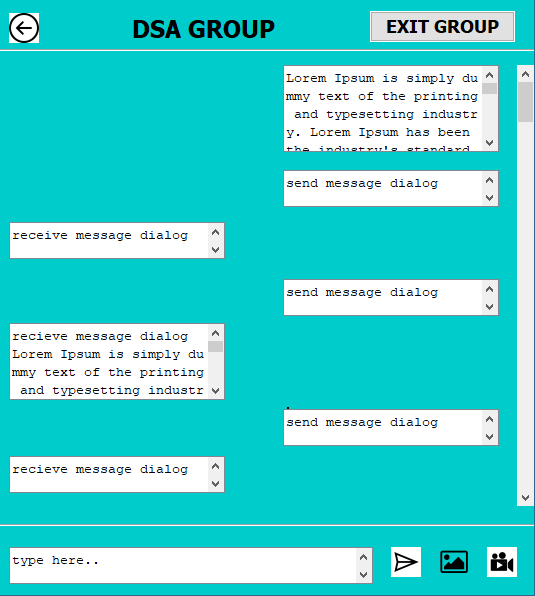 DSA GROUP
EXIT GROUP
Lorem Ipsum is simply du
mmy text of the printing
and typesetting industr
y. Lorem Ipsum has been
the industry's standard
send message dialog
receive message dialog
send message dialog
recieve message dialog
Lorem Ipsum is simply du
mmy text of the printing
and typesetting industr
send message dialog
recieve message dialog
type here..